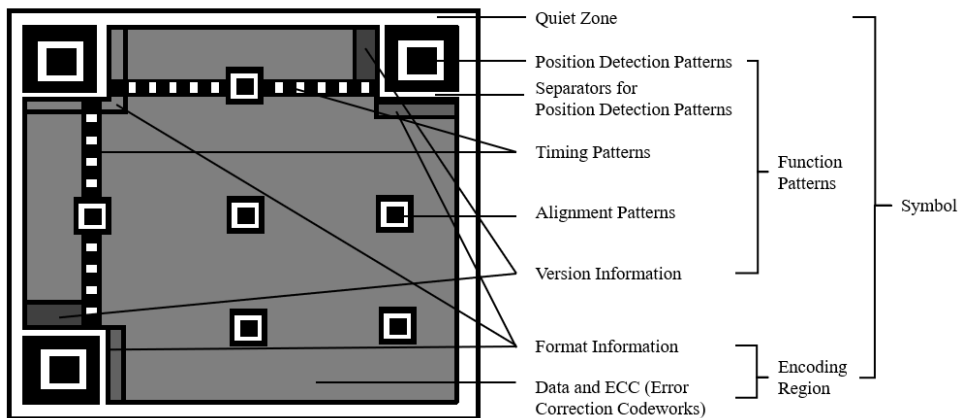 Quiet Zone
Position Detection Patterns
Separators for
Position Detection Patterns
Timing Patterns
Function
Patterns
Symbol
Alignment Patterns
Version Information
Format Information
Encoding
Region
Data and ECC (Error
Correction Codeworks)